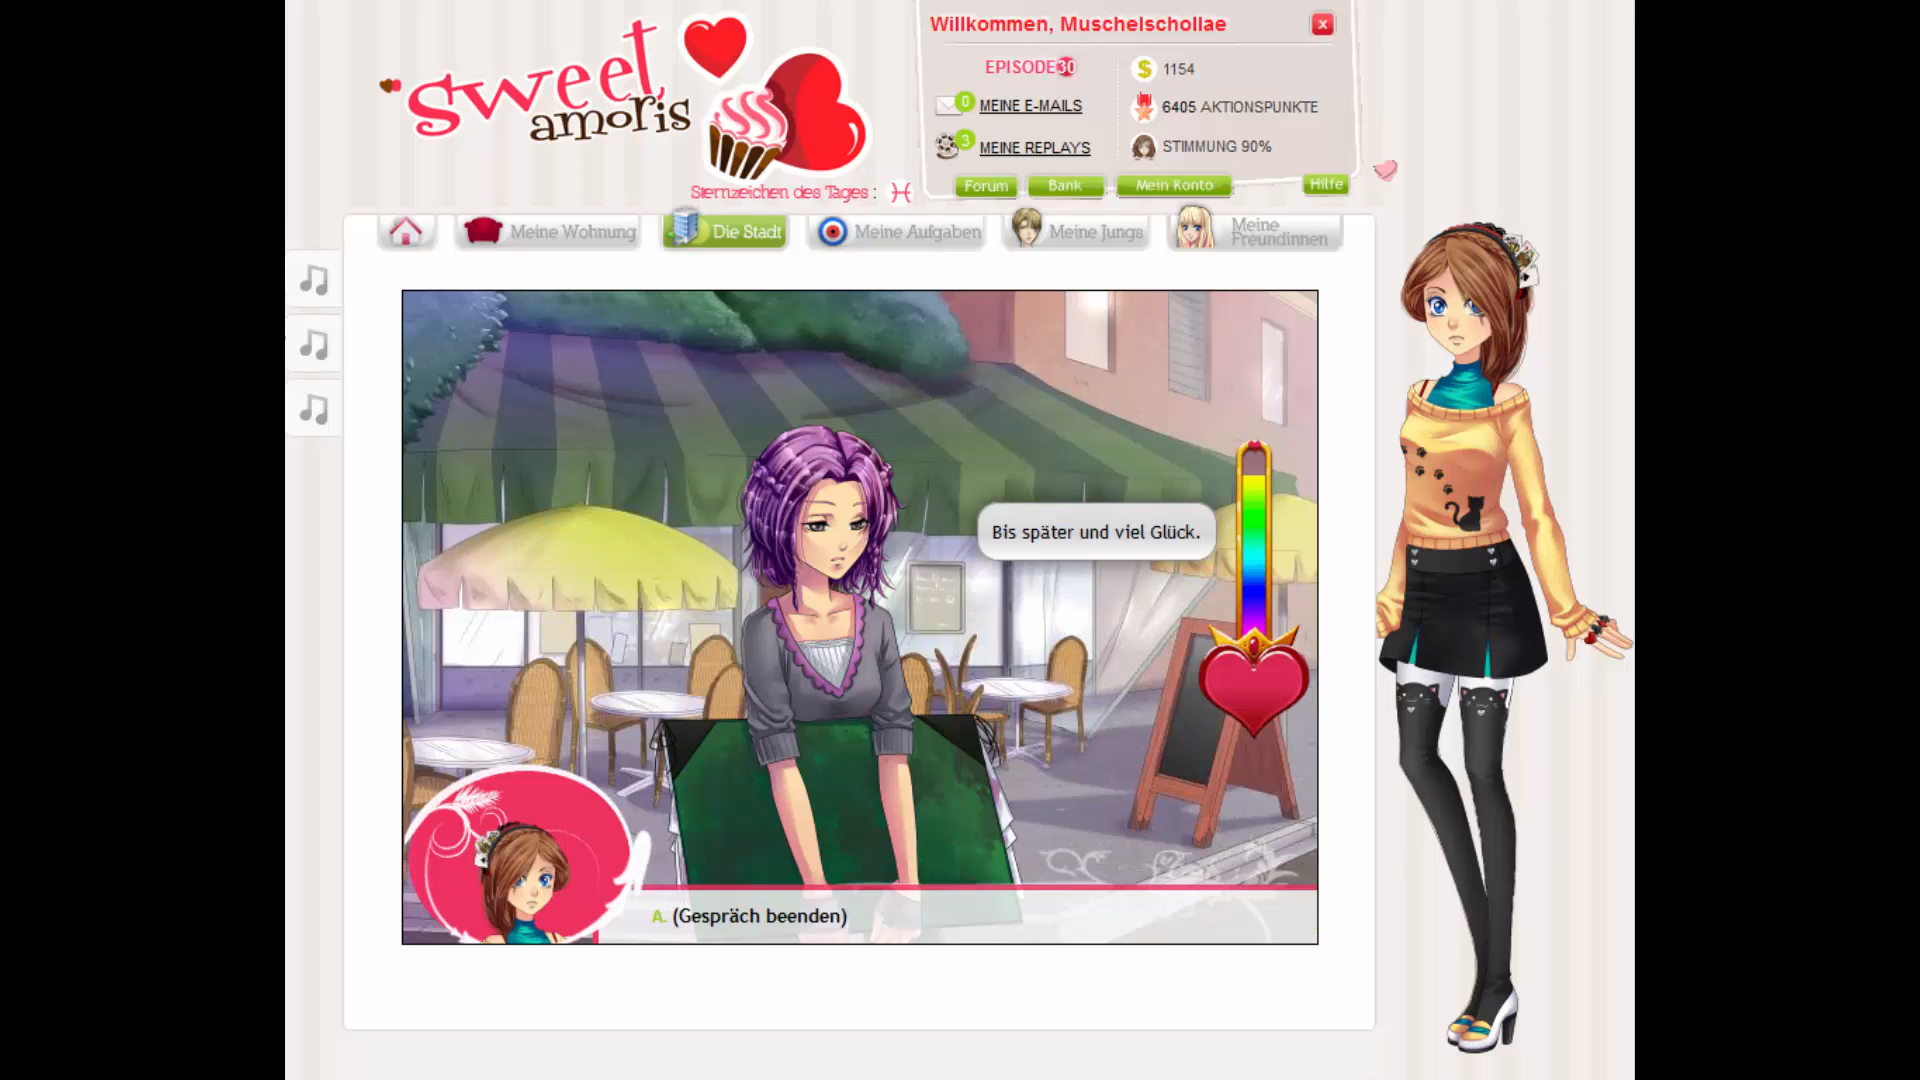 sweet
amoris
Sternzeichen des Tages :
Willkommen, Muschelschollae
x
EPISODE30
$ 1154
0 MEINE E-MAILS
6405 AKTIONSPUNKTE
3 MEINE REPLAYS
STIMMUNG 90%
Forum
Bank
Mein Konto
Hilfe
Meine Wohnung
Die Stadt
Meine Aufgaben
Meine Jungs
Meine
Freundinnen
Bis später und viel Glück.
A. (Gespräch beenden)